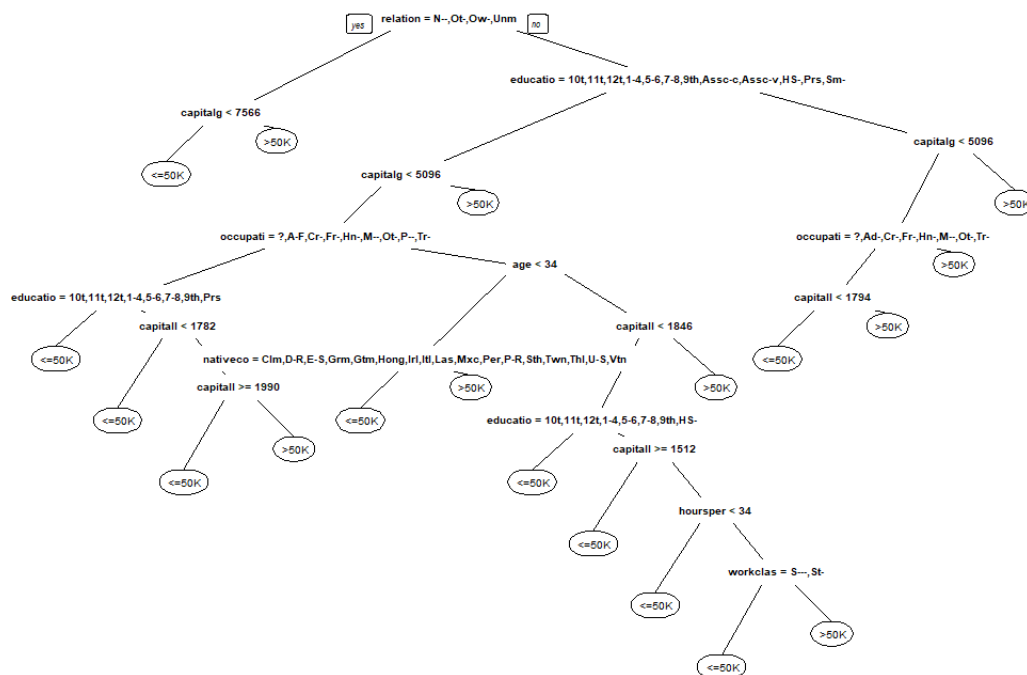 yes relation = N--,Ot-,Ow-,Unm no
educatio = 10t,11t,12t,1-4,5-6,7-8,9th,Assc-c,Assc-v,HS-,Prs,Sm-
capitalg < 7566
>50K
capitalg < 5096
<=50K
capitalg < 5096
>50K
>50K
occupati = ?,A-F,Cr-,Fr-,Hn-,M--,Ot-,P--,Tr-
occupati = ?,Ad-,Cr-,Fr-,Hn-,M--,Ot-,Tr-
age < 34
>50K
educatio = 10t,11t,12t,1-4,5-6,7-8,9th,Prs
capitall < 1794
capitall < 1782
capitall < 1846
>50K
<=50K
nativeco = Clm,D-R,E-S,Grm,Gtm,Hong,Irl,Itl,Las,Mxc,Per,P-R,Sth,Twn,Thl,U-S,Vtn
<=50K
capitall >= 1990
>50K
>50K
<=50K
<=50K
educatio = 10t,11t,12t,1-4,5-6,7-8,9th,HS-
>50K
capitall >= 1512
<=50K
<=50K
hoursper < 34
<=50K
workclas = S---,St-
<=50K
>50K
<=50K